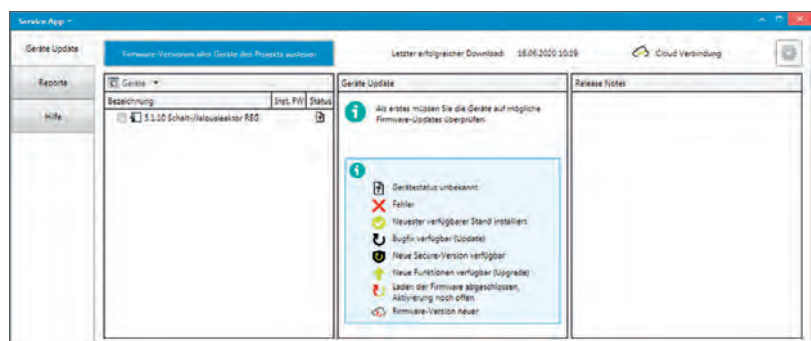 Service App
Geräte Update
Firmware-Versionen aller Geräte des Projekts auslesen
Letzter erfolgreicher Download: 16.06.2020 10:29
Cloud Verbindung
Reporte
Hilfe
Geräte
Bezeichnung Inst. FW Status
5.1.10 Schalt-/Jalousieaktor REG
Geräte Update
Als erstes müssen Sie die Geräte auf mögliche
Firmware-Updates überprüfen.
Gerätestatus unbekannt
Fehler
Neuester verfügbarer Stand installiert
Bugfix verfügbar (Update)
Neue Secure-Version verfügbar
Neue Funktionen verfügbar (Upgrade)
Laden der Firmware abgeschlossen,
Aktivierung noch offen
Firmware-Version neuer
Release Notes